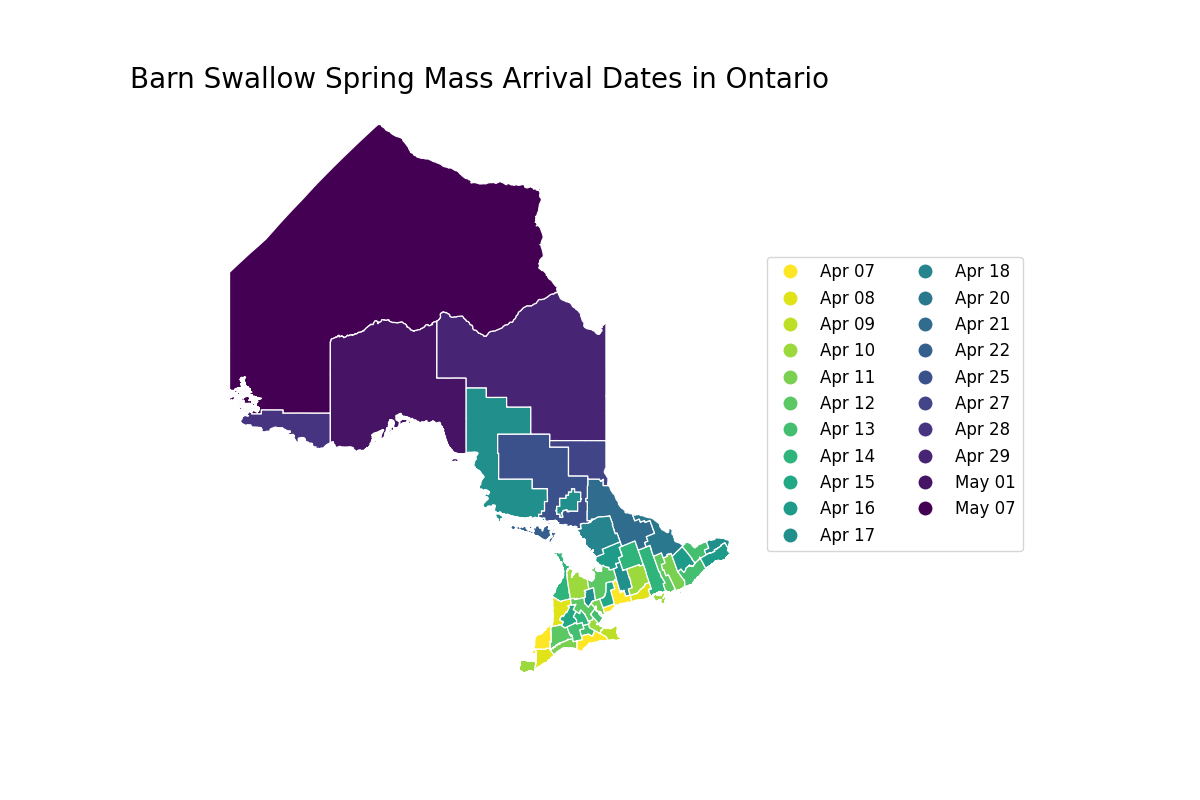 Barn Swallow Spring Mass Arrival Dates in Ontario
Apr 07
Apr 08
Apr 09
Apr 10
Apr 11
Apr 12
Apr 13
Apr 14
Apr 15
Apr 16
Apr 17
Apr 18
Apr 20
Apr 21
Apr 22
Apr 25
Apr 27
Apr 28
Apr 29
May 01
May 07